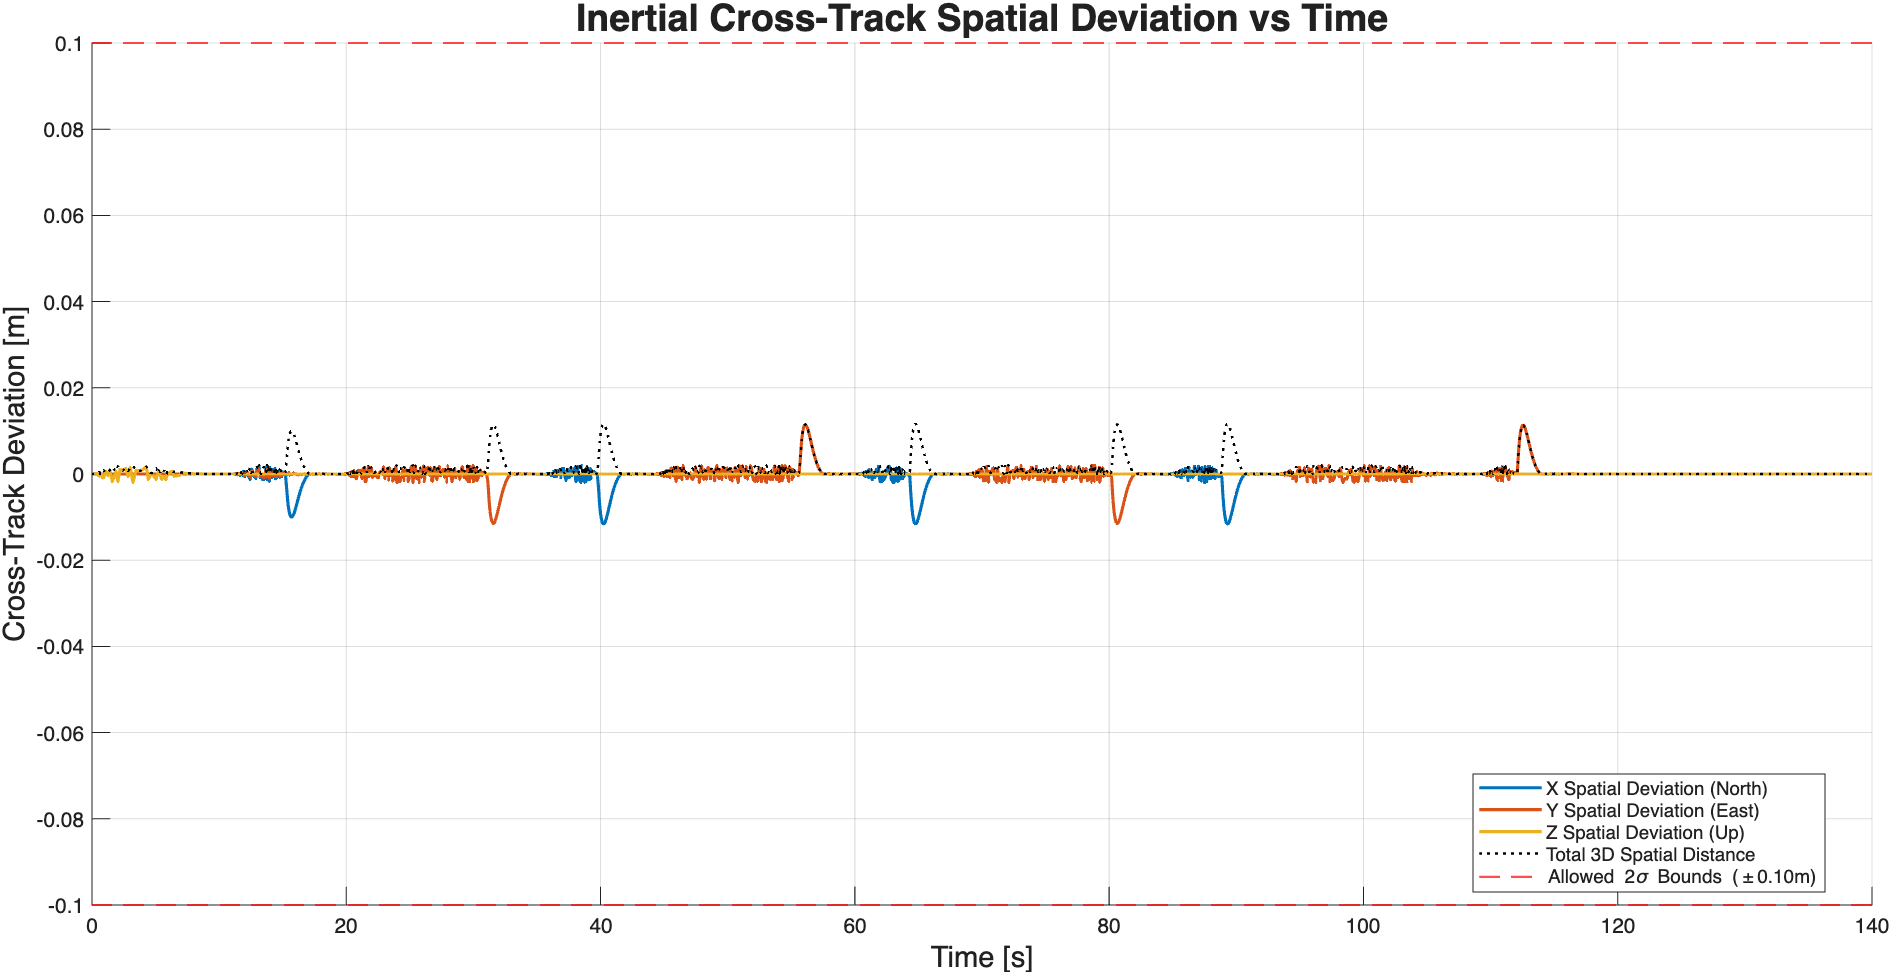 Inertial Cross-Track Spatial Deviation vs Time
Cross-Track Deviation [m]
0.1
0.08
0.06
0.04
0.02
0
-0.02
-0.04
-0.06
-0.08
-0.1
0 20 40 60 80 100 120 140
Time [s]
X Spatial Deviation (North)
Y Spatial Deviation (East)
Z Spatial Deviation (Up)
Total 3D Spatial Distance
Allowed 2σ Bounds (±0.10m)